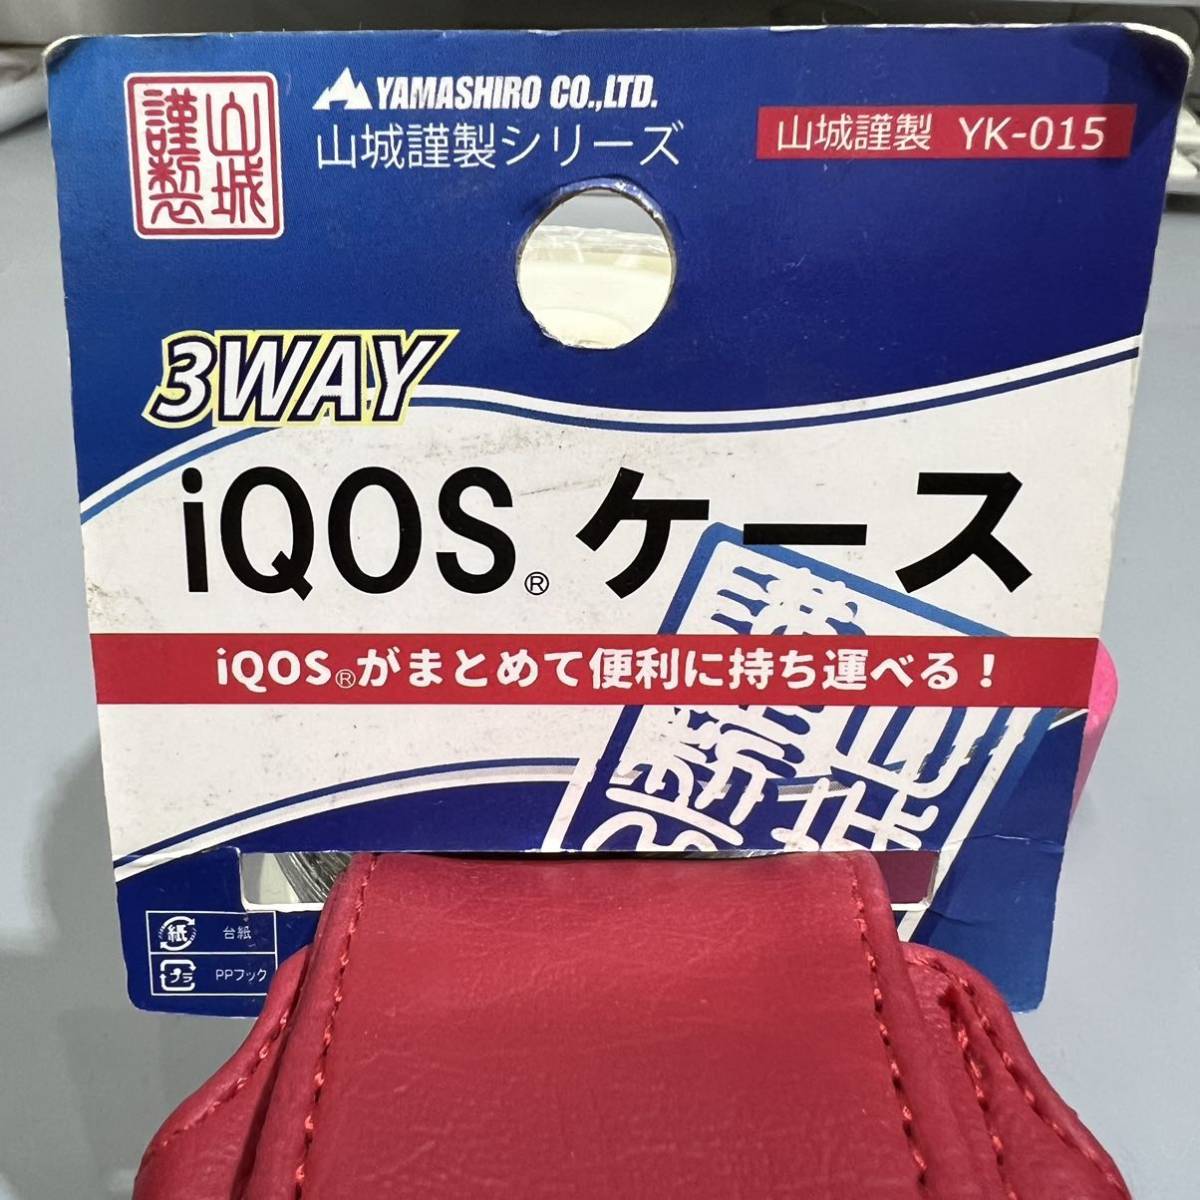 山城
謹製
YAMASHIRO CO.,LTD.
山城謹製シリーズ
山城謹製 YK-015
3WAY
iQOS® ケース
iQOS®がまとめて便利に持ち運べる！
紙 台紙
プラ PPフック